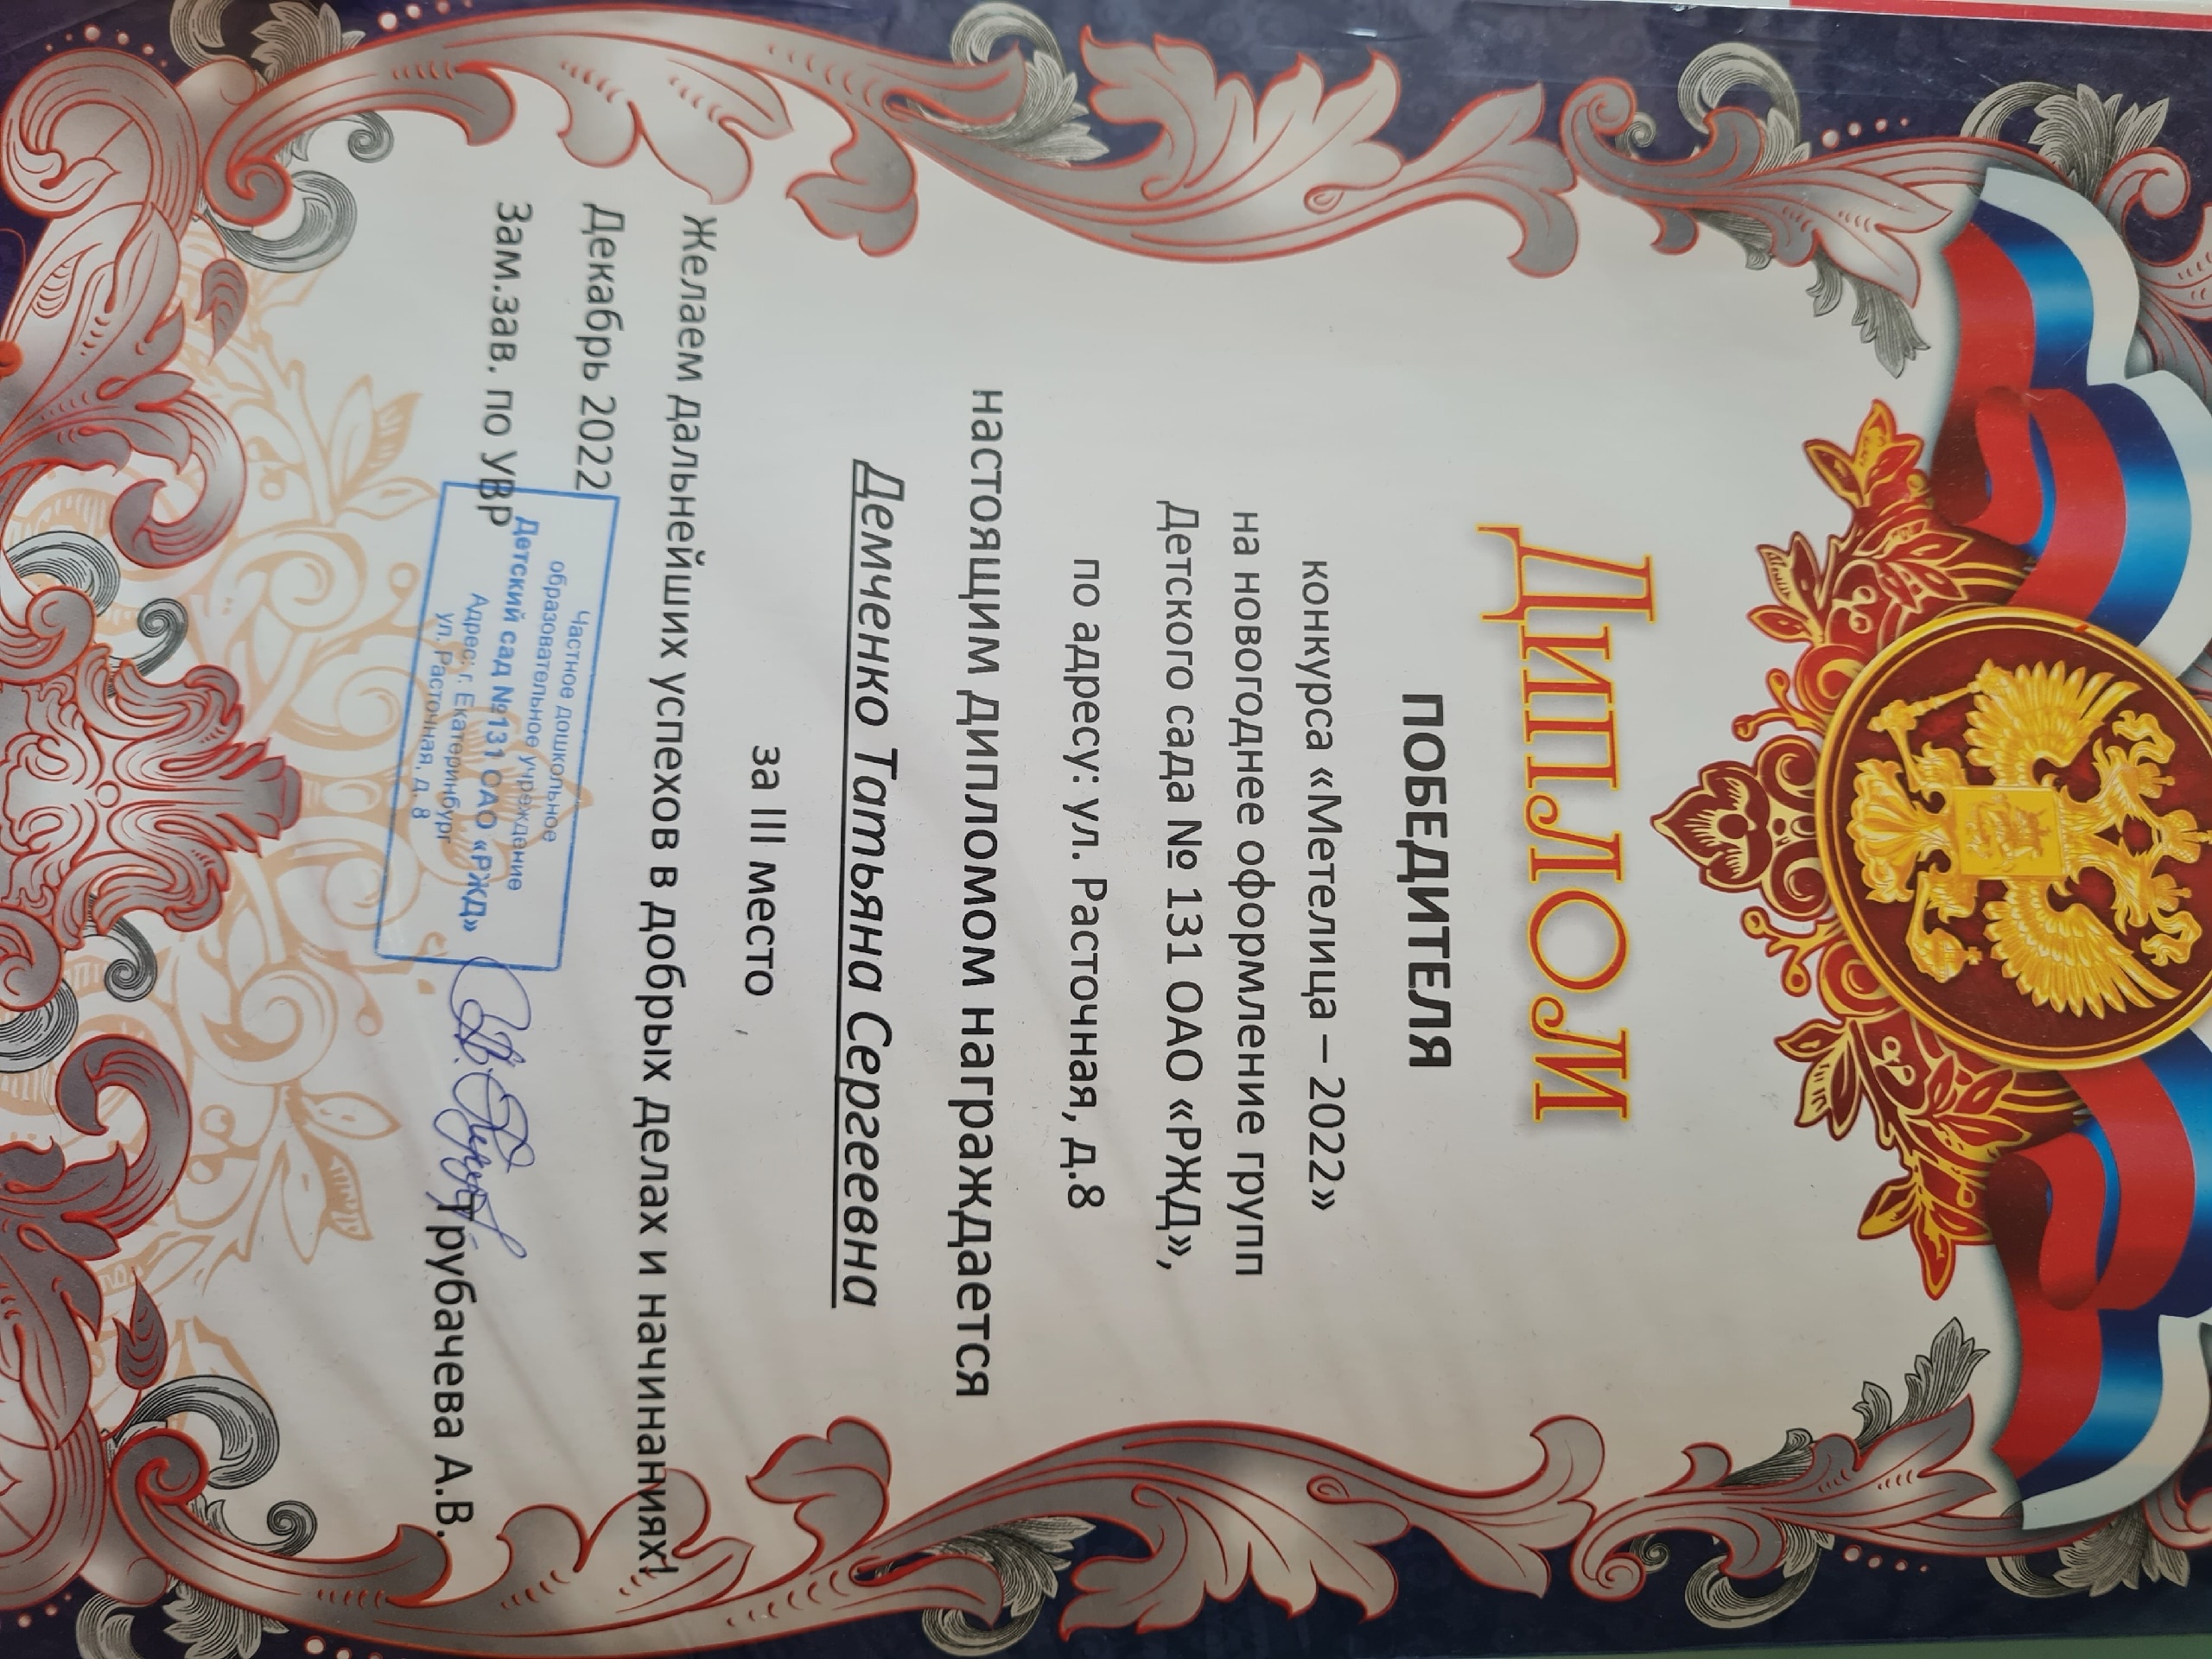 Диплом
ПОБЕДИТЕЛЯ
конкурса «Метелица – 2022»
на новогоднее оформление групп
Детского сада № 131 ОАО «РЖД»,
по адресу: ул. Расточная, д.8
настоящим дипломом награждается
Демченко Татьяна Сергеевна
за III место
Желаем дальнейших успехов в добрых делах и начинаниях!
Декабрь 2022
Зам.зав. по УВР
Трубачева А.В.
Частное дошкольное
образовательное учреждение
Детский сад №131 ОАО «РЖД»
Адрес: г. Екатеринбург
ул. Расточная, д. 8